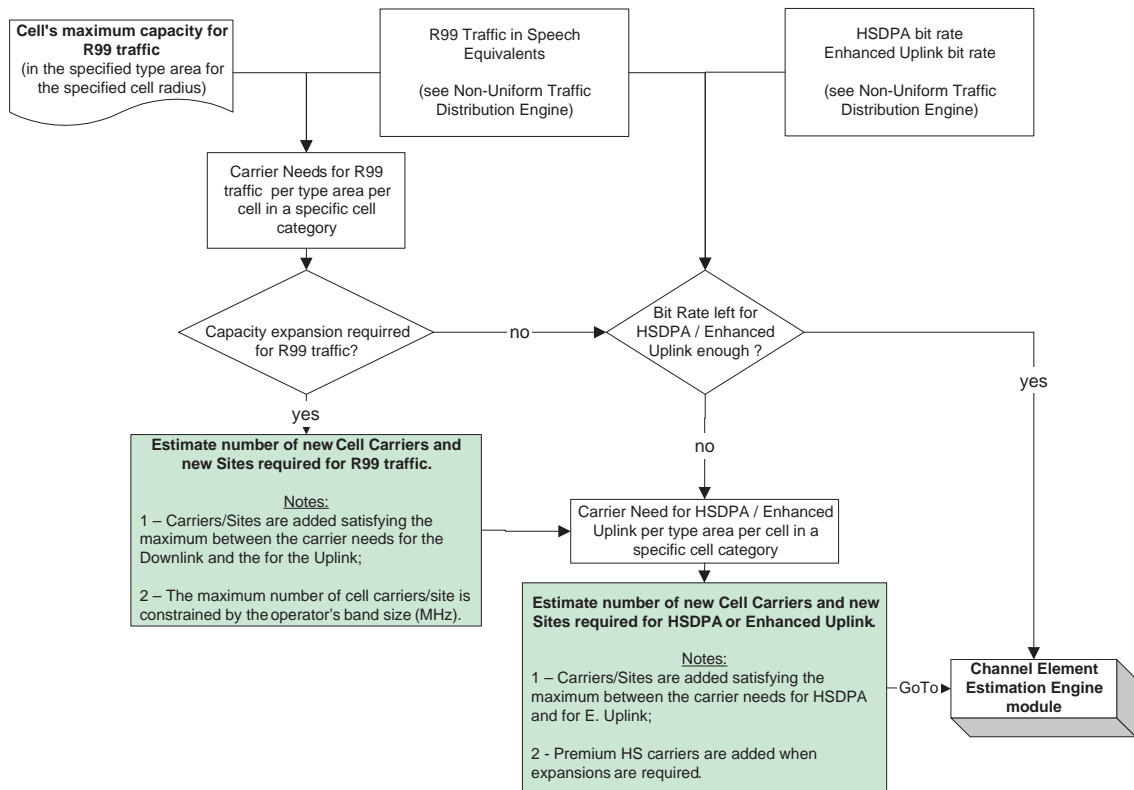 Cell's maximum capacity for
R99 traffic
(in the specified type area for
the specified cell radius)
R99 Traffic in Speech
Equivalents
(see Non-Uniform Traffic
Distribution Engine)
HSDPA bit rate
Enhanced Uplink bit rate
(see Non-Uniform Traffic
Distribution Engine)
Carrier Needs for R99
traffic per type area per
cell in a specific cell
category
Capacity expansion requirred
for R99 traffic?
no
Bit Rate left for
HSDPA / Enhanced
Uplink enough ?
yes
yes
no
Estimate number of new Cell Carriers and
new Sites required for R99 traffic.
Notes:
1 – Carriers/Sites are added satisfying the
maximum between the carrier needs for the
Downlink and the for the Uplink;
2 – The maximum number of cell carriers/site is
constrained by the operator's band size (MHz).
Carrier Need for HSDPA / Enhanced
Uplink per type area per cell in a
specific cell category
Estimate number of new Cell Carriers and new
Sites required for HSDPA or Enhanced Uplink.
Notes:
1 – Carriers/Sites are added satisfying the
maximum between the carrier needs for HSDPA
and for E. Uplink;
2 - Premium HS carriers are added when
expansions are required.
GoTo
Channel Element
Estimation Engine
module